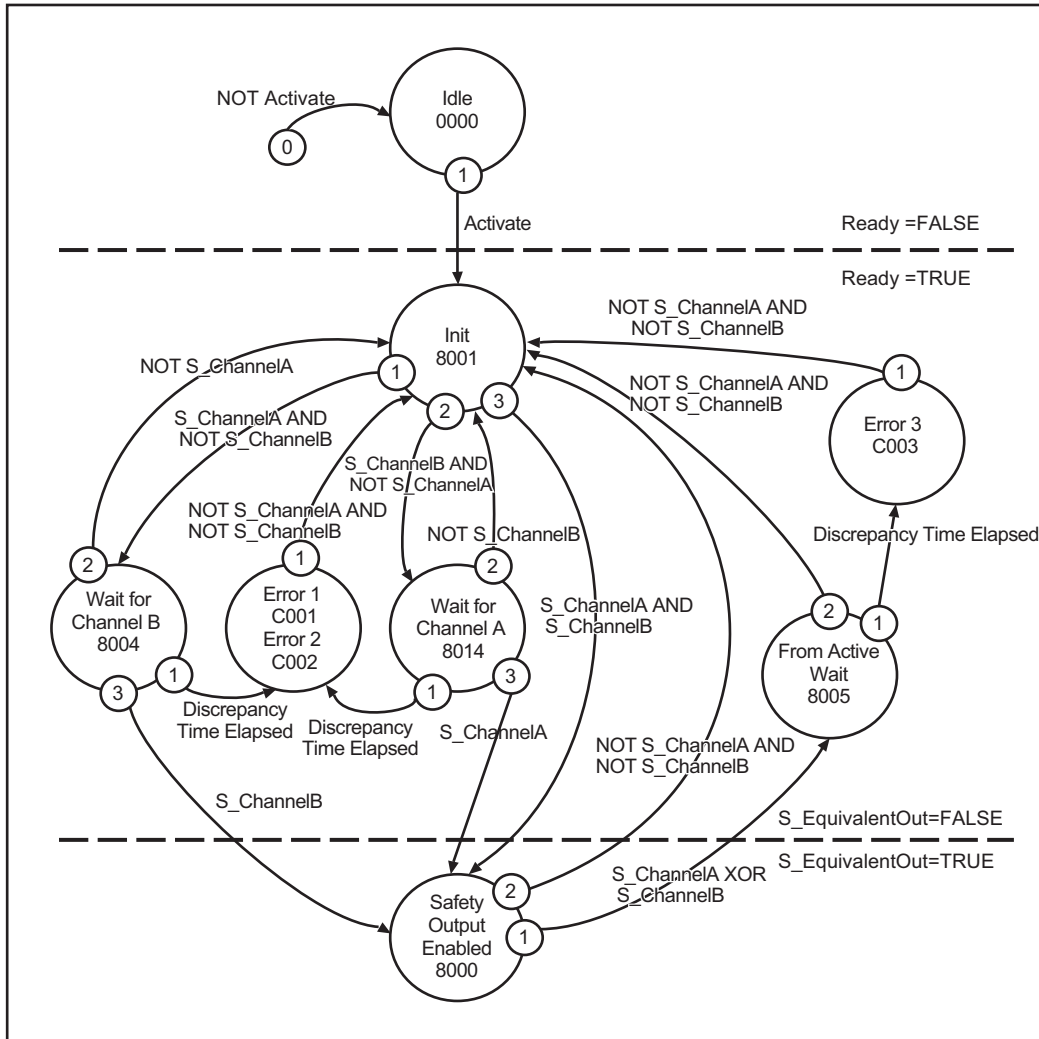 Idle
0000
NOT Activate
0
1
Activate
Ready =FALSE
Ready =TRUE
Init
8001
1
2
3
NOT S_ChannelA
S_ChannelA AND
NOT S_ChannelB
NOT S_ChannelA AND
NOT S_ChannelB
S_ChannelB AND
NOT S_ChannelA
NOT S_ChannelB
NOT S_ChannelA AND
NOT S_ChannelB
NOT S_ChannelA AND
NOT S_ChannelB
1
Error 3
C003
Discrepancy Time Elapsed
2
Wait for
Channel B
8004
3
1
1
Error 1
C001
Error 2
C002
2
Wait for
Channel A
8014
1
3
S_ChannelA AND
S_ChannelB
2
1
From Active
Wait
8005
Discrepancy
Time Elapsed
Discrepancy
Time Elapsed
S_ChannelA
NOT S_ChannelA AND
NOT S_ChannelB
S_ChannelB
S_EquivalentOut=FALSE
S_EquivalentOut=TRUE
S_ChannelA XOR
S_ChannelB
Safety
Output
Enabled
8000
2
1